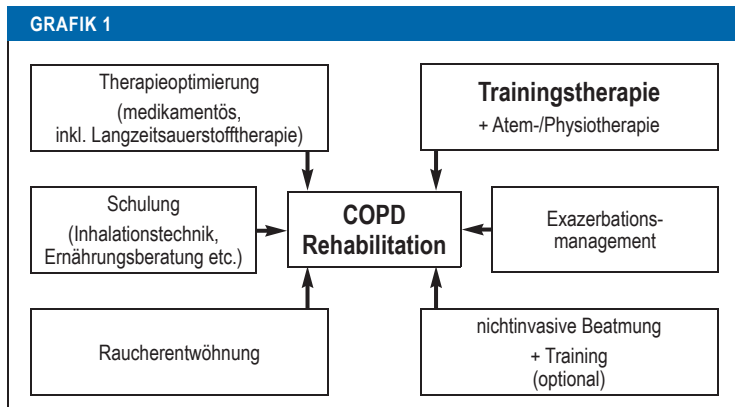 GRAFIK 1
Therapieoptimierung
(medikamentös,
inkl. Langzeitsauerstofftherapie)
Trainingstherapie
+ Atem-/Physiotherapie
Schulung
(Inhalationstechnik,
Ernährungsberatung etc.)
COPD
Rehabilitation
Exazerbations-
management
Raucherentwöhnung
nichtinvasive Beatmung
+ Training
(optional)